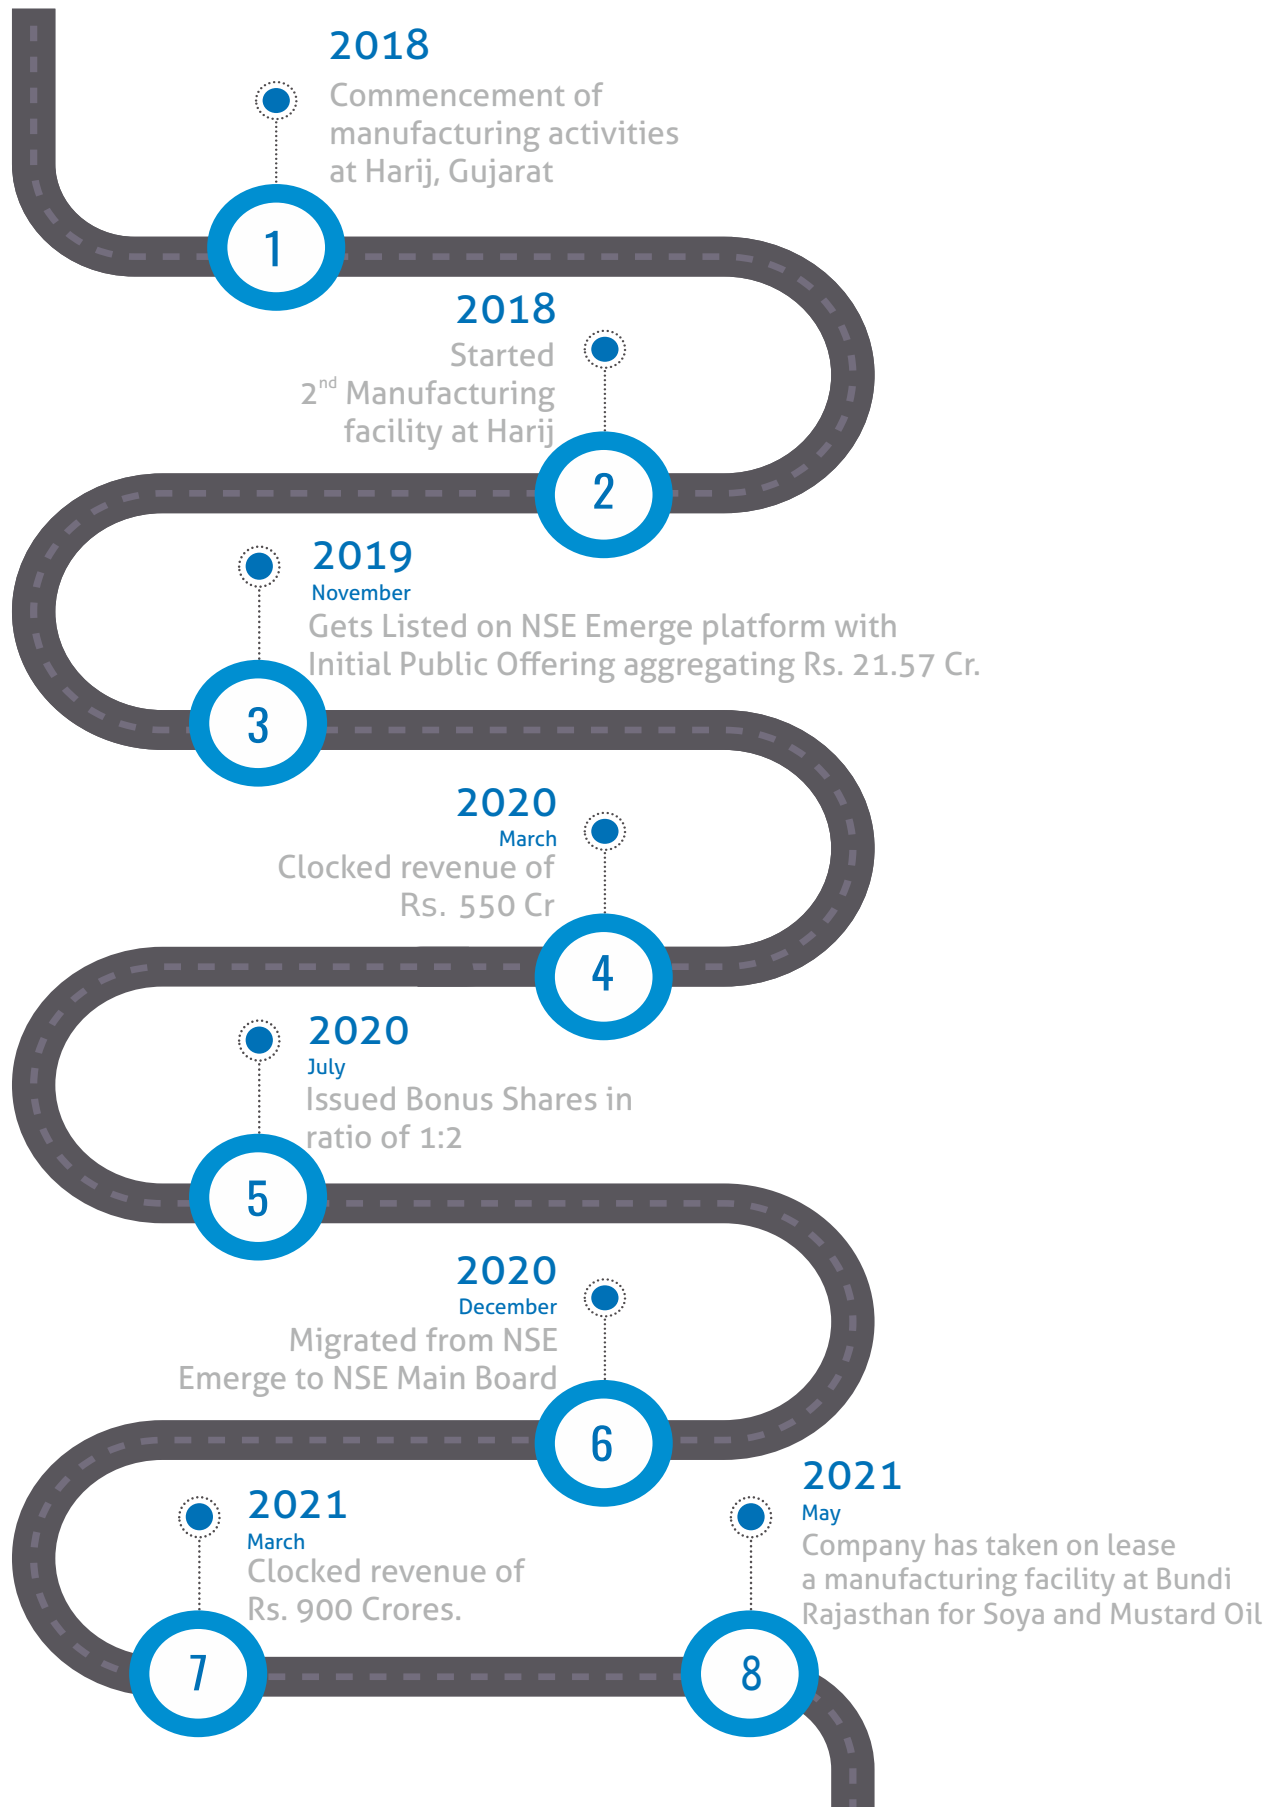 2018
Commencement of
manufacturing activities
at Harij, Gujarat
1
2018
Started
2nd Manufacturing
facility at Harij
2
2019
November
Gets Listed on NSE Emerge platform with
Initial Public Offering aggregating Rs. 21.57 Cr.
3
2020
March
Clocked revenue of
Rs. 550 Cr
4
2020
July
Issued Bonus Shares in
ratio of 1:2
5
2020
December
Migrated from NSE
Emerge to NSE Main Board
6
2021
March
Clocked revenue of
Rs. 900 Crores.
7
2021
May
Company has taken on lease
a manufacturing facility at Bundi
Rajasthan for Soya and Mustard Oil
8